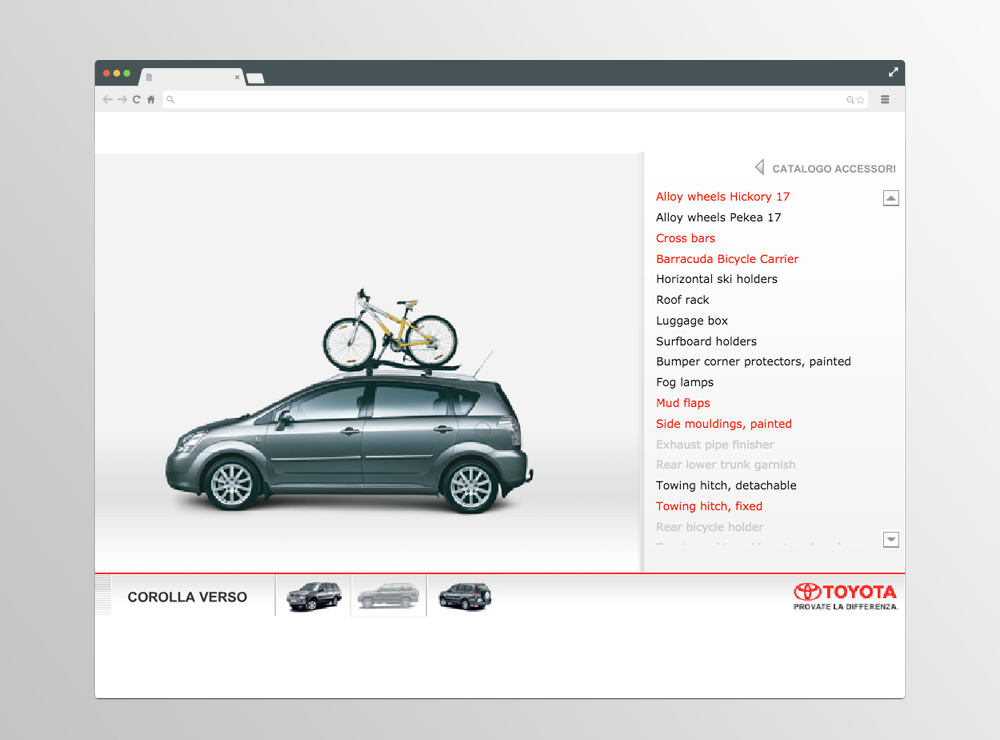 CATALOGO ACCESSORI
Alloy wheels Hickory 17
Alloy wheels Pekea 17
Cross bars
Barracuda Bicycle Carrier
Horizontal ski holders
Roof rack
Luggage box
Surfboard holders
Bumper corner protectors, painted
Fog lamps
Mud flaps
Side mouldings, painted
Exhaust pipe finisher
Rear lower trunk garnish
Towing hitch, detachable
Towing hitch, fixed
Rear bicycle holder
COROLLA VERSO
TOYOTA
PROVATE LA DIFFERENZA.